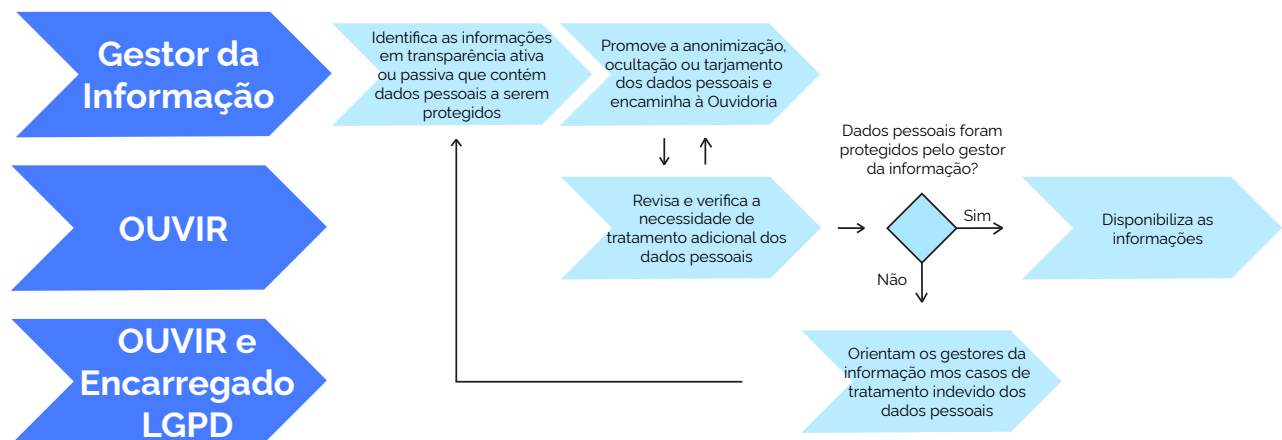 Gestor da
Informação
Identifica as informações
em transparência ativa
ou passiva que contém
dados pessoais a serem
protegidos
Promove a anonimização,
ocultação ou tarjamento
dos dados pessoais e
encaminha à Ouvidoria
OUVIR
Revisa e verifica a
necessidade de
tratamento adicional dos
dados pessoais
Dados pessoais foram
protegidos pelo gestor
da informação?
Sim
Não
Disponibiliza as
informações
OUVIR e
Encarregado
LGPD
Orientam os gestores da
informação mos casos de
tratamento indevido dos
dados pessoais